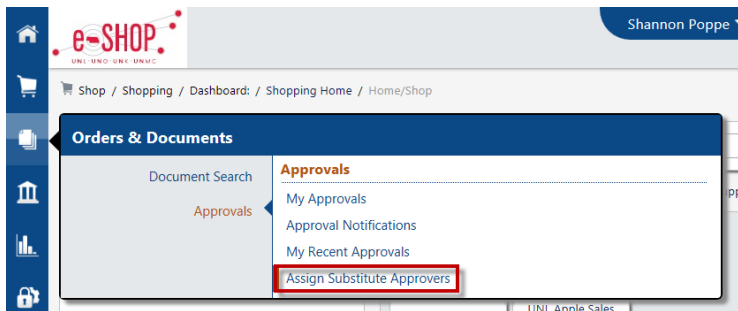 Shannon Poppe
e-SHOP
UNL·UNO·UNK·UNMC
Shop / Shopping / Dashboard: / Shopping Home / Home/Shop
Orders & Documents
Document Search
Approvals
Approvals
My Approvals
Approval Notifications
My Recent Approvals
Assign Substitute Approvers
UNL Apple Sales